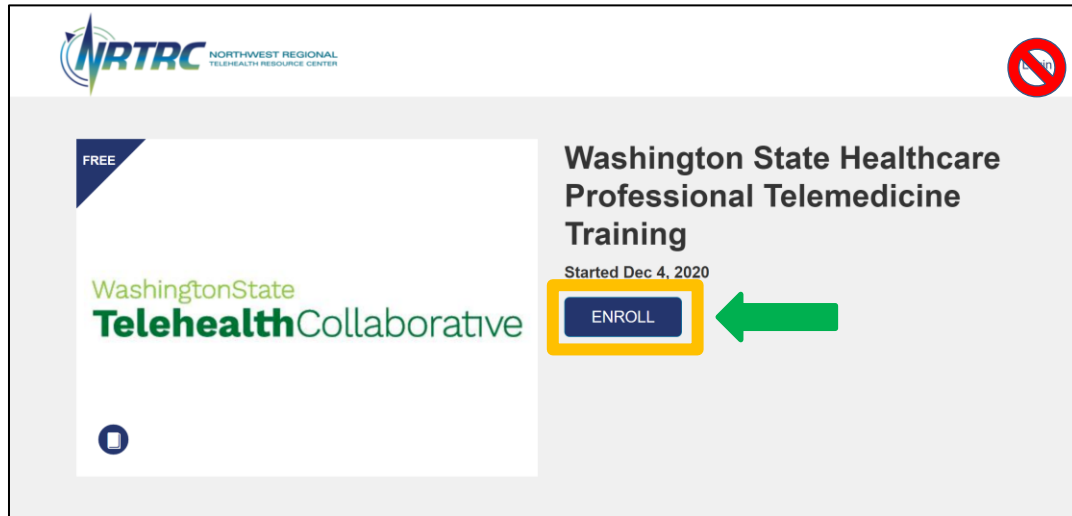 NRTRC NORTHWEST REGIONAL
TELEHEALTH RESOURCE CENTER
FREE
WashingtonState
TelehealthCollaborative
Washington State Healthcare
Professional Telemedicine
Training
Started Dec 4, 2020
ENROLL